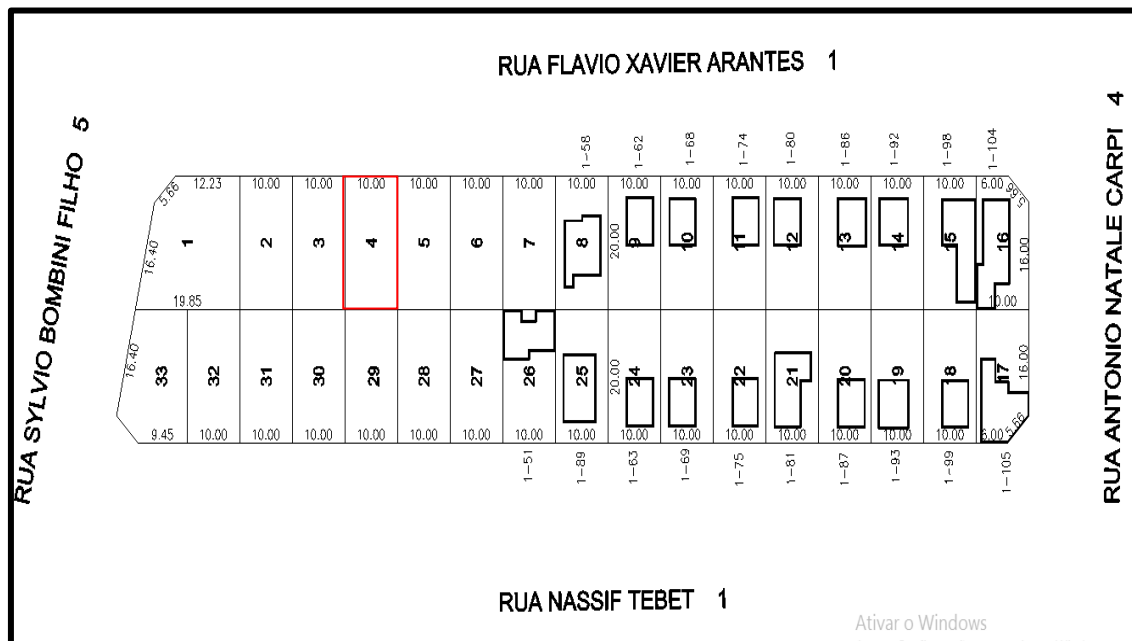 RUA FLAVIO XAVIER ARANTES 1
RUA SYLVIO BOMBINI FILHO 5
RUA ANTONIO NATALE CARPI 4
1-58 1-62 1-68 1-74 1-80 1-86 1-92 1-98 1-104
5.66 12.23 10.00 10.00 10.00 10.00 10.00 10.00 10.00 10.00 10.00 10.00 10.00 10.00 10.00 10.00 6.00 5.66
16.40 1 2 3 4 5 6 7 8 20.00 9 10 11 12 13 14 15 16 16.00
19.85 10.00
16.40 33 32 31 30 29 28 27 26 25 20.00 24 23 22 21 20 19 18 17 16.00
9.45 10.00 10.00 10.00 10.00 10.00 10.00 10.00 10.00 10.00 10.00 10.00 10.00 10.00 10.00 10.00 6.00 5.66
1-51 1-89 1-63 1-69 1-75 1-81 1-87 1-93 1-99 1-105
RUA NASSIF TEBET 1
Ativar o Windows